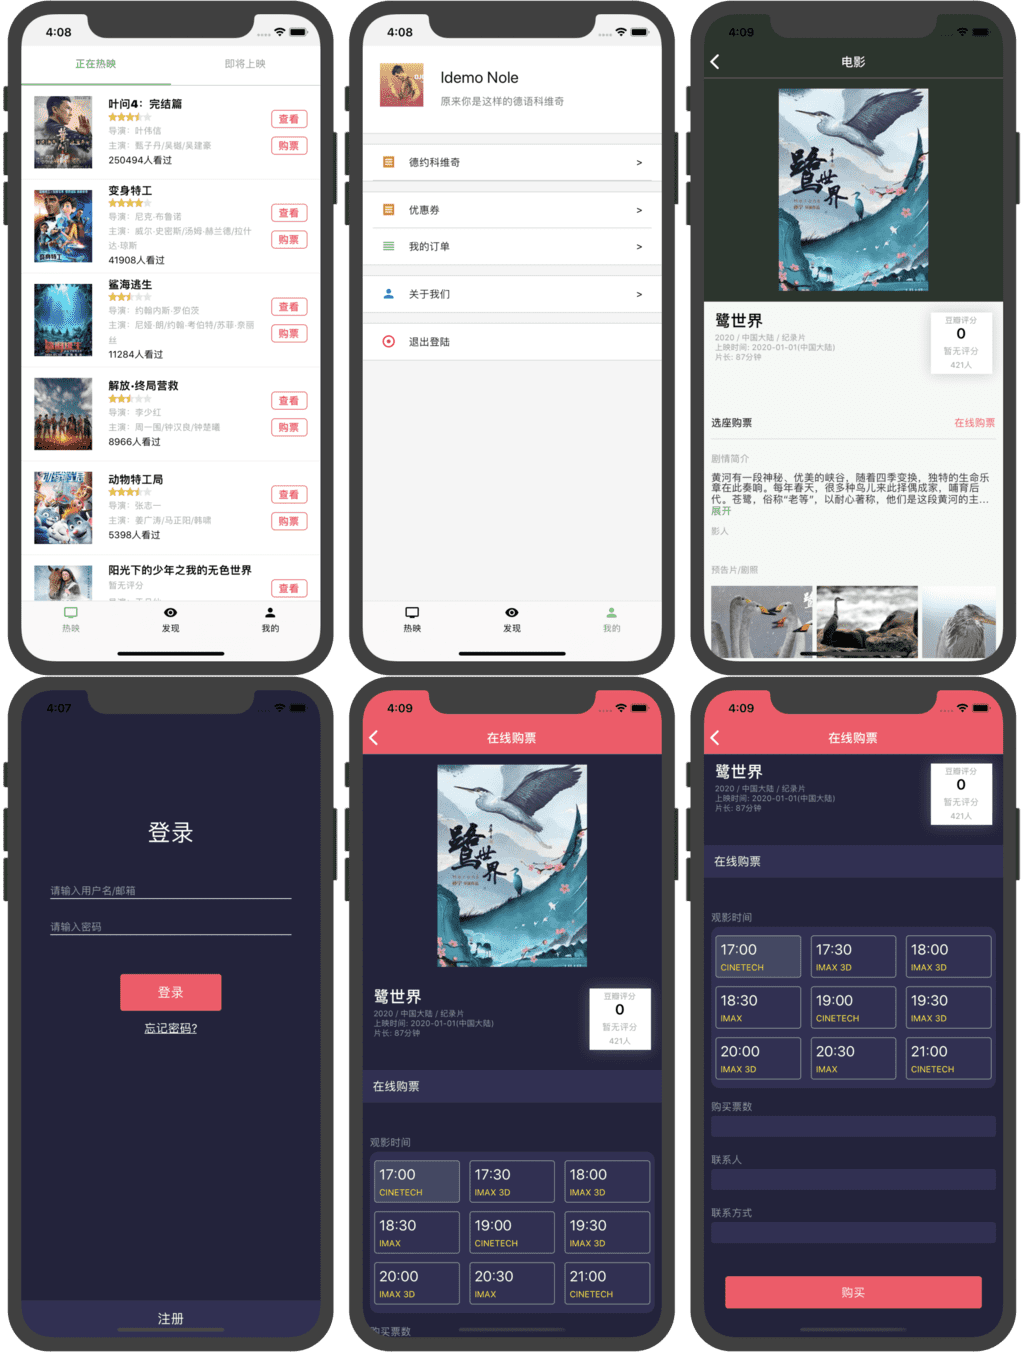 4:08
正在热映
即将上映
叶问4：完结篇
导演：叶伟信
主演：甄子丹/吴樾/吴建豪
250494人看过
查看
购票
变身特工
导演：尼克·布鲁诺
主演：威尔·史密斯/汤姆·赫兰德/拉什
达·琼斯
41908人看过
查看
购票
鲨海逃生
导演：约翰内斯·罗伯茨
主演：尼娅·朗/约翰·考伯特/苏菲·奈丽
丝
11284人看过
查看
购票
解放·终局营救
导演：李少红
主演：周一围/钟汉良/钟楚曦
8966人看过
查看
购票
动物特工局
导演：张志一
主演：姜广涛/马正阳/韩啸
5398人看过
查看
购票
阳光下的少年之我的无色世界
暂无评分
查看
热映
发现
我的
4:08
Idemo Nole
原来你是这样的德语科维奇
德约科维奇
>
优惠券
>
我的订单
>
关于我们
>
退出登陆
热映
发现
我的
4:09
电影
鹭世界
鹭世界
2020 / 中国大陆 / 纪录片
上映时间: 2020-01-01(中国大陆)
片长: 87分钟
豆瓣评分
0
暂无评分
421人
选座购票
在线购票
剧情简介
黄河有一段神秘、优美的峡谷，随着四季变换，独特的生命乐
章在此奏响。每年春天，很多种鸟儿来此择偶成家，哺育后
代。苍鹭，俗称“老等”，以耐心著称，他们是这段黄河的主...
展开
影人
预告片/剧照
4:07
登录
请输入用户名/邮箱
请输入密码
登录
忘记密码?
注册
4:09
在线购票
鹭世界
鹭世界
2020 / 中国大陆 / 纪录片
上映时间: 2020-01-01(中国大陆)
片长: 87分钟
豆瓣评分
0
暂无评分
421人
在线购票
观影时间
17:00
CINETECH
17:30
IMAX 3D
18:00
IMAX 3D
18:30
IMAX
19:00
CINETECH
19:30
IMAX 3D
20:00
IMAX 3D
20:30
IMAX
21:00
CINETECH
购买票数
4:09
在线购票
鹭世界
2020 / 中国大陆 / 纪录片
上映时间: 2020-01-01(中国大陆)
片长: 87分钟
豆瓣评分
0
暂无评分
421人
在线购票
观影时间
17:00
CINETECH
17:30
IMAX 3D
18:00
IMAX 3D
18:30
IMAX
19:00
CINETECH
19:30
IMAX 3D
20:00
IMAX 3D
20:30
IMAX
21:00
CINETECH
购买票数
联系人
联系方式
购买